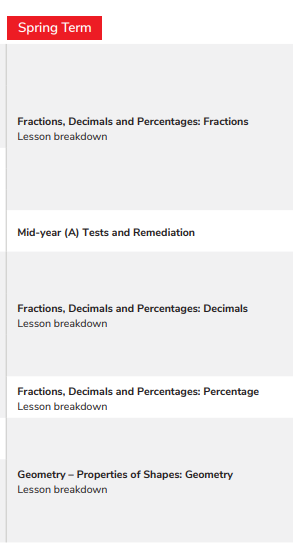 Spring Term
Fractions, Decimals and Percentages: Fractions
Lesson breakdown
Mid-year (A) Tests and Remediation
Fractions, Decimals and Percentages: Decimals
Lesson breakdown
Fractions, Decimals and Percentages: Percentage
Lesson breakdown
Geometry – Properties of Shapes: Geometry
Lesson breakdown